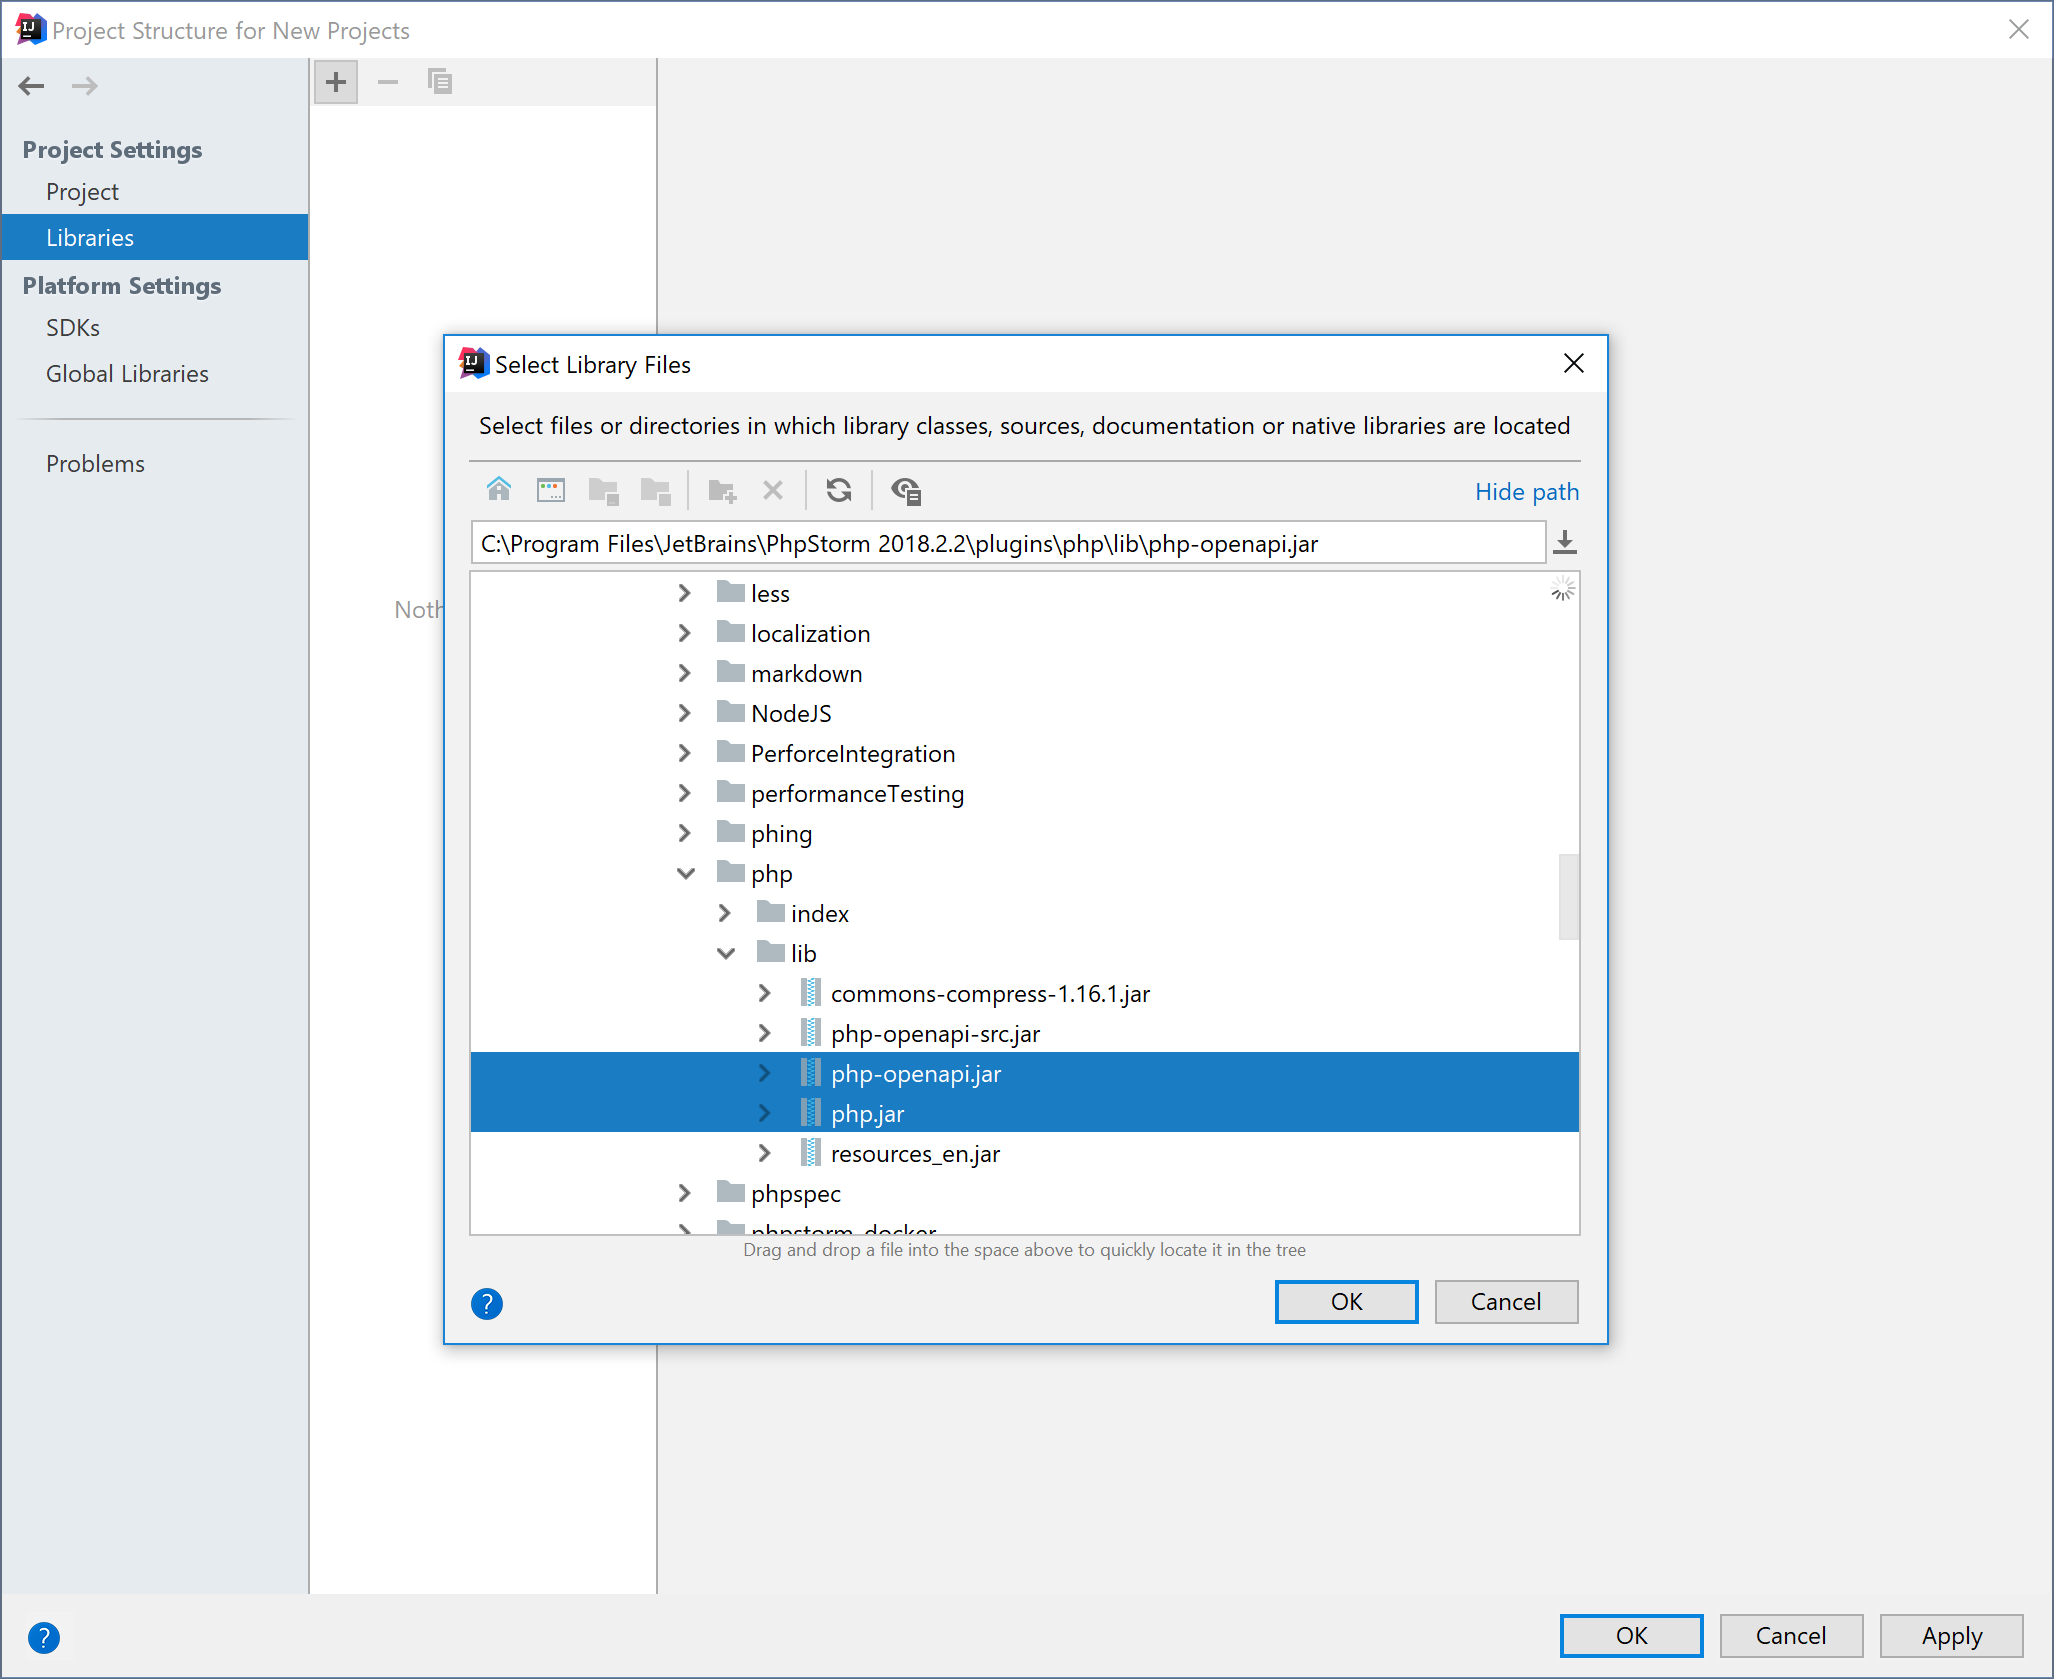 Project Structure for New Projects
Project Settings
Project
Libraries
Platform Settings
SDKs
Global Libraries
Problems
Noth
Select Library Files
Select files or directories in which library classes, sources, documentation or native libraries are located
Hide path
C:\Program Files\JetBrains\PhpStorm 2018.2.2\plugins\php\lib\php-openapi.jar
less
localization
markdown
NodeJS
PerforceIntegration
performanceTesting
phing
php
index
lib
commons-compress-1.16.1.jar
php-openapi-src.jar
php-openapi.jar
php.jar
resources_en.jar
phpspec
phpstorm_docker
Drag and drop a file into the space above to quickly locate it in the tree
?
OK
Cancel
?
OK
Cancel
Apply